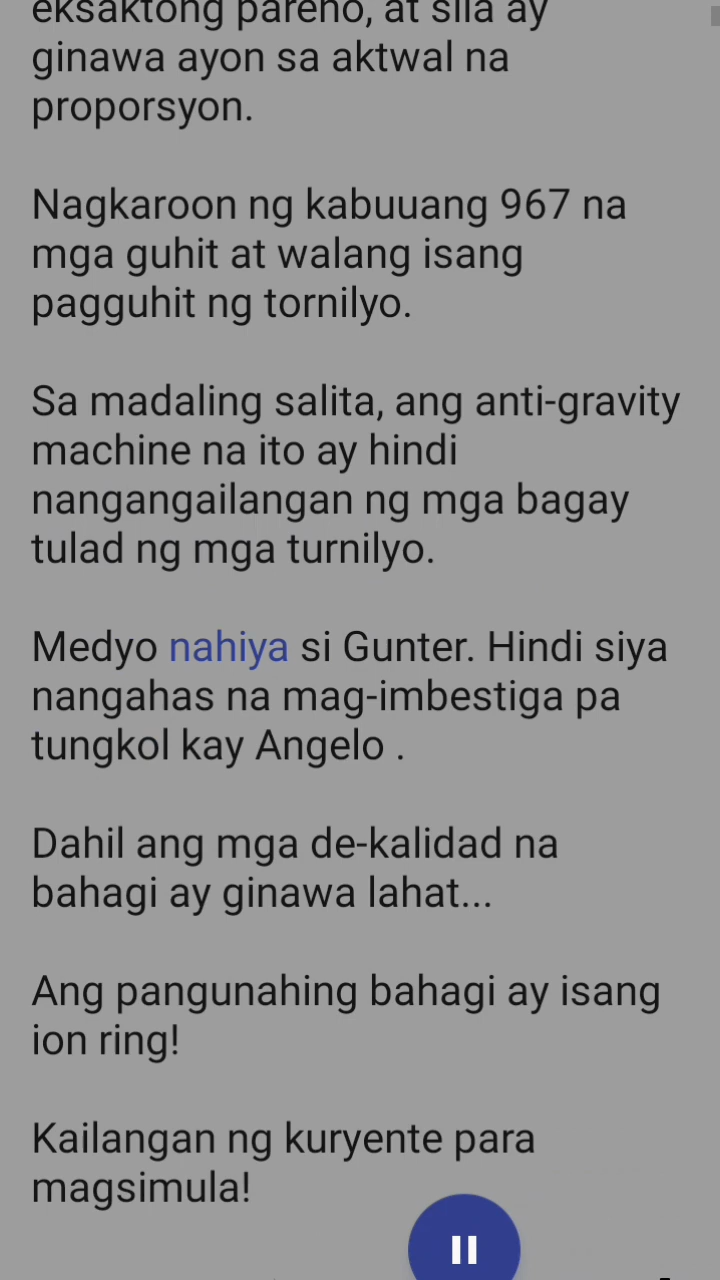 eksaktong pareho, at sila ay
ginawa ayon sa aktwal na
proporsyon.
Nagkaroon ng kabuuang 967 na
mga guhit at walang isang
pagguhit ng tornilyo.
Sa madaling salita, ang anti-gravity
machine na ito ay hindi
nangangailangan ng mga bagay
tulad ng mga turnilyo.
Medyo nahiya si Gunter. Hindi siya
nangahas na mag-imbestiga pa
tungkol kay Angelo .
Dahil ang mga de-kalidad na
bahagi ay ginawa lahat...
Ang pangunahing bahagi ay isang
ion ring!
Kailangan ng kuryente para
magsimula!